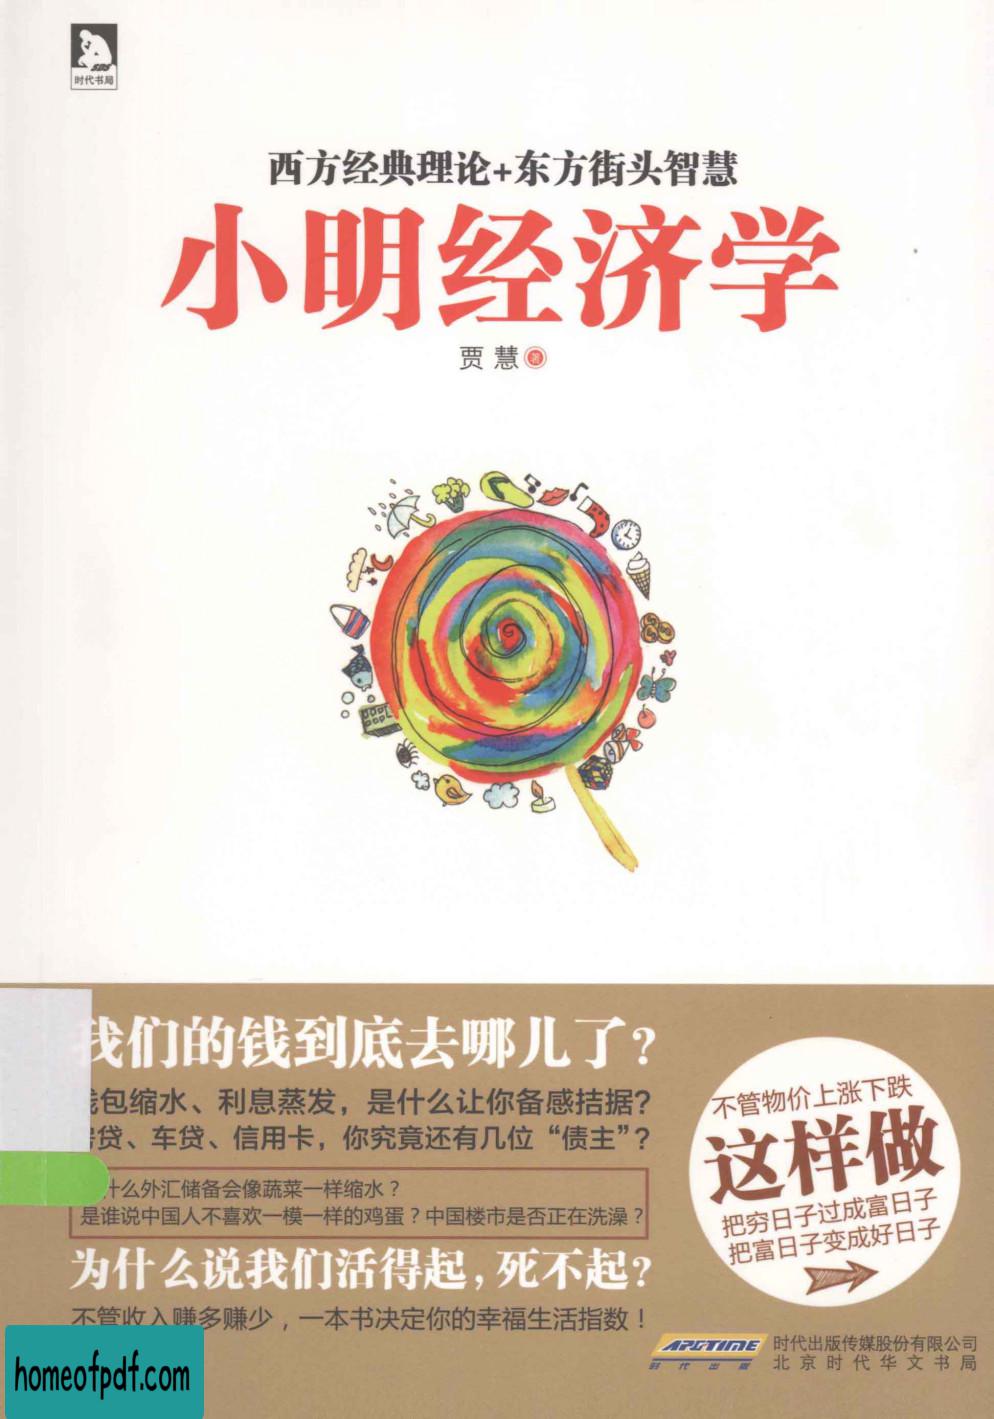 SDS
时代书局
西方经典理论+东方街头智慧
小明经济学
贾 慧 著
我们的钱到底去哪儿了?
包缩水、利息蒸发，是什么让你备感拮据?
贷、车贷、信用卡，你究竟还有几位“债主”?
什么外汇储备会像蔬菜一样缩水?
是谁说中国人不喜欢一模一样的鸡蛋?中国楼市是否正在洗澡?
为什么说我们活得起，死不起?
不管收入赚多赚少，一本书决定你的幸福生活指数!
不管物价上涨下跌
这样做
把穷日子过成富日子
把富日子变成好日子
APGTIME
时代出版
时代出版传媒股份有限公司
北京时代华文书局
homeofpdf.com